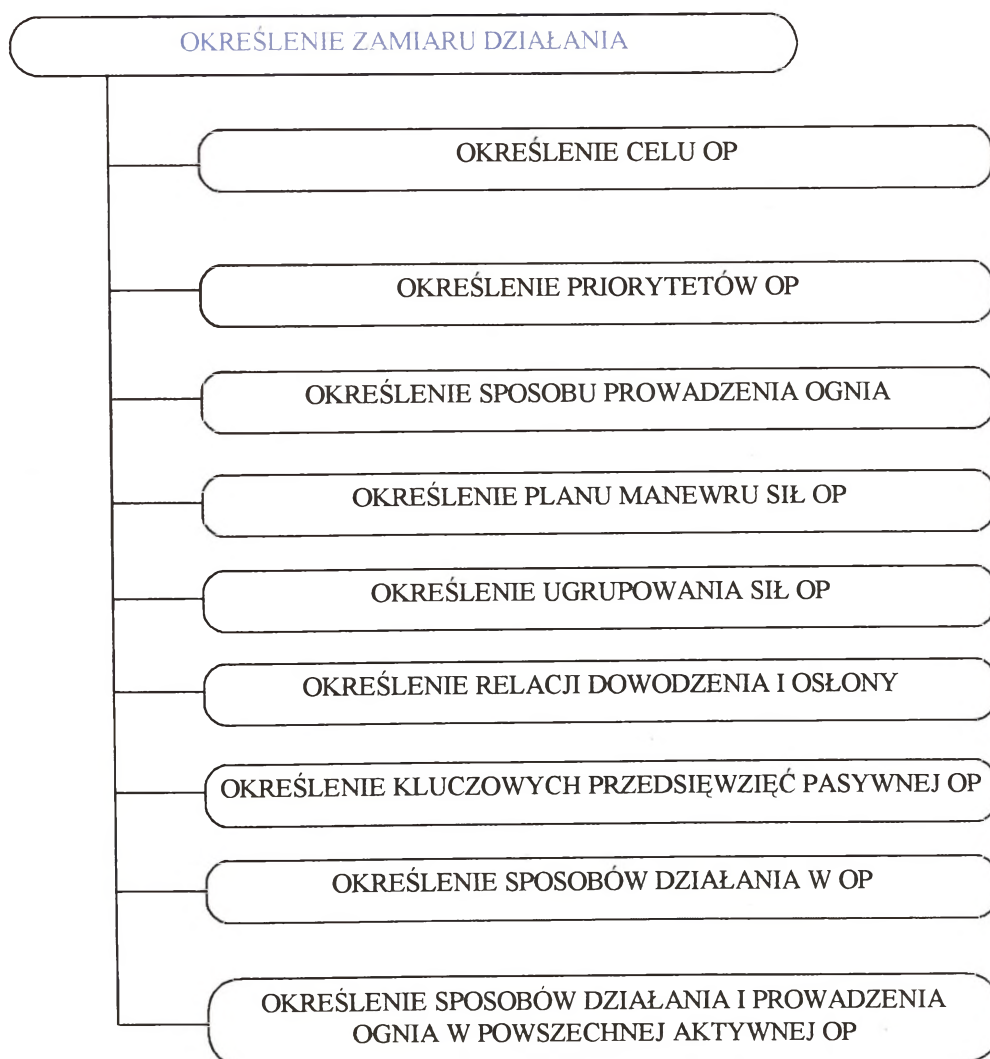 OKREŚLENIE ZAMIARU DZIAŁANIA
OKREŚLENIE CELU OP
OKREŚLENIE PRIORYTETÓW OP
OKREŚLENIE SPOSOBU PROWADZENIA OGNIA
OKREŚLENIE PLANU MANEWRU SIŁ OP
OKREŚLENIE UGRUPOWANIA SIŁ OP
OKREŚLENIE RELACJI DOWODZENIA I OSŁONY
OKREŚLENIE KLUCZOWYCH PRZEDSIĘWZIĘĆ PASYWNEJ OP
OKREŚLENIE SPOSOBÓW DZIAŁANIA W OP
OKREŚLENIE SPOSOBÓW DZIAŁANIA I PROWADZENIA
OGNIA W POWSZECHNEJ AKTYWNEJ OP